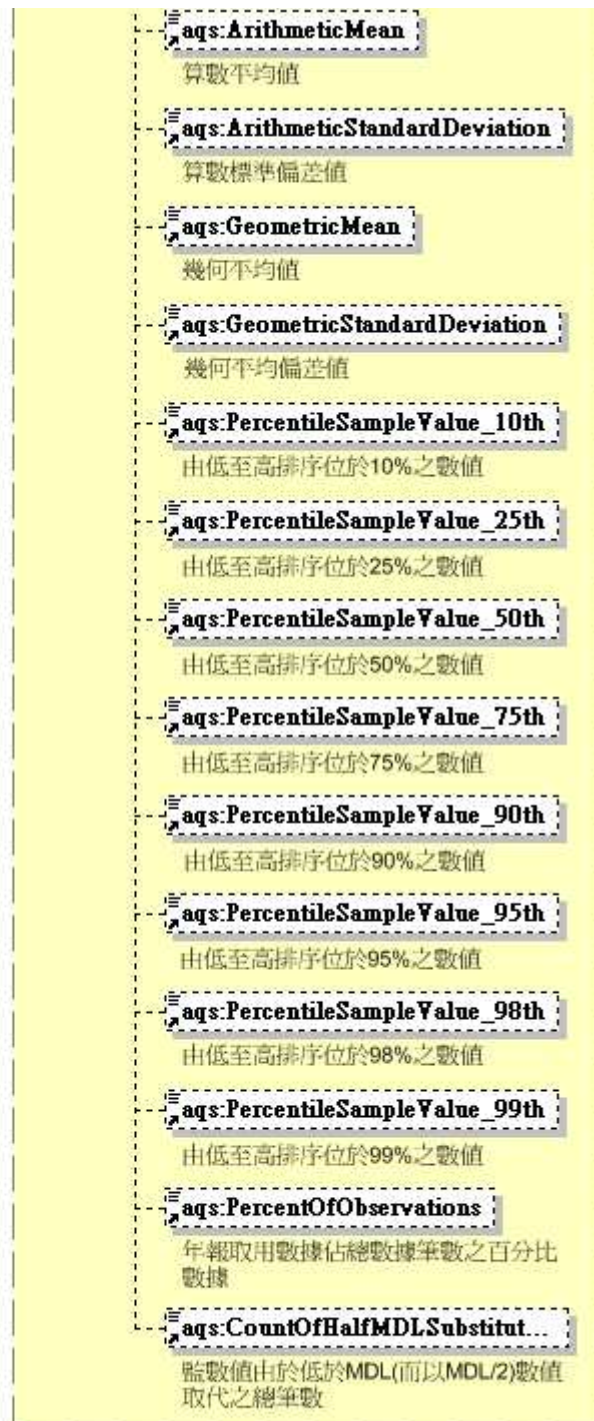 aqs:ArithmeticMean
算數平均值
aqs:ArithmeticStandardDeviation
算數標準偏差值
aqs:GeometricMean
幾何平均值
aqs:GeometricStandardDeviation
幾何平均偏差值
aqs:PercentileSampleValue_10th
由低至高排序位於10%之數值
aqs:PercentileSampleValue_25th
由低至高排序位於25%之數值
aqs:PercentileSampleValue_50th
由低至高排序位於50%之數值
aqs:PercentileSampleValue_75th
由低至高排序位於75%之數值
aqs:PercentileSampleValue_90th
由低至高排序位於90%之數值
aqs:PercentileSampleValue_95th
由低至高排序位於95%之數值
aqs:PercentileSampleValue_98th
由低至高排序位於98%之數值
aqs:PercentileSampleValue_99th
由低至高排序位於99%之數值
aqs:PercentOfObservations
年報取用數據佔總數據筆數之百分比
數據
aqs:CountOfHalfMDLSubstitut...
監數值由於低於MDL(而以MDL/2)數值
取代之總筆數